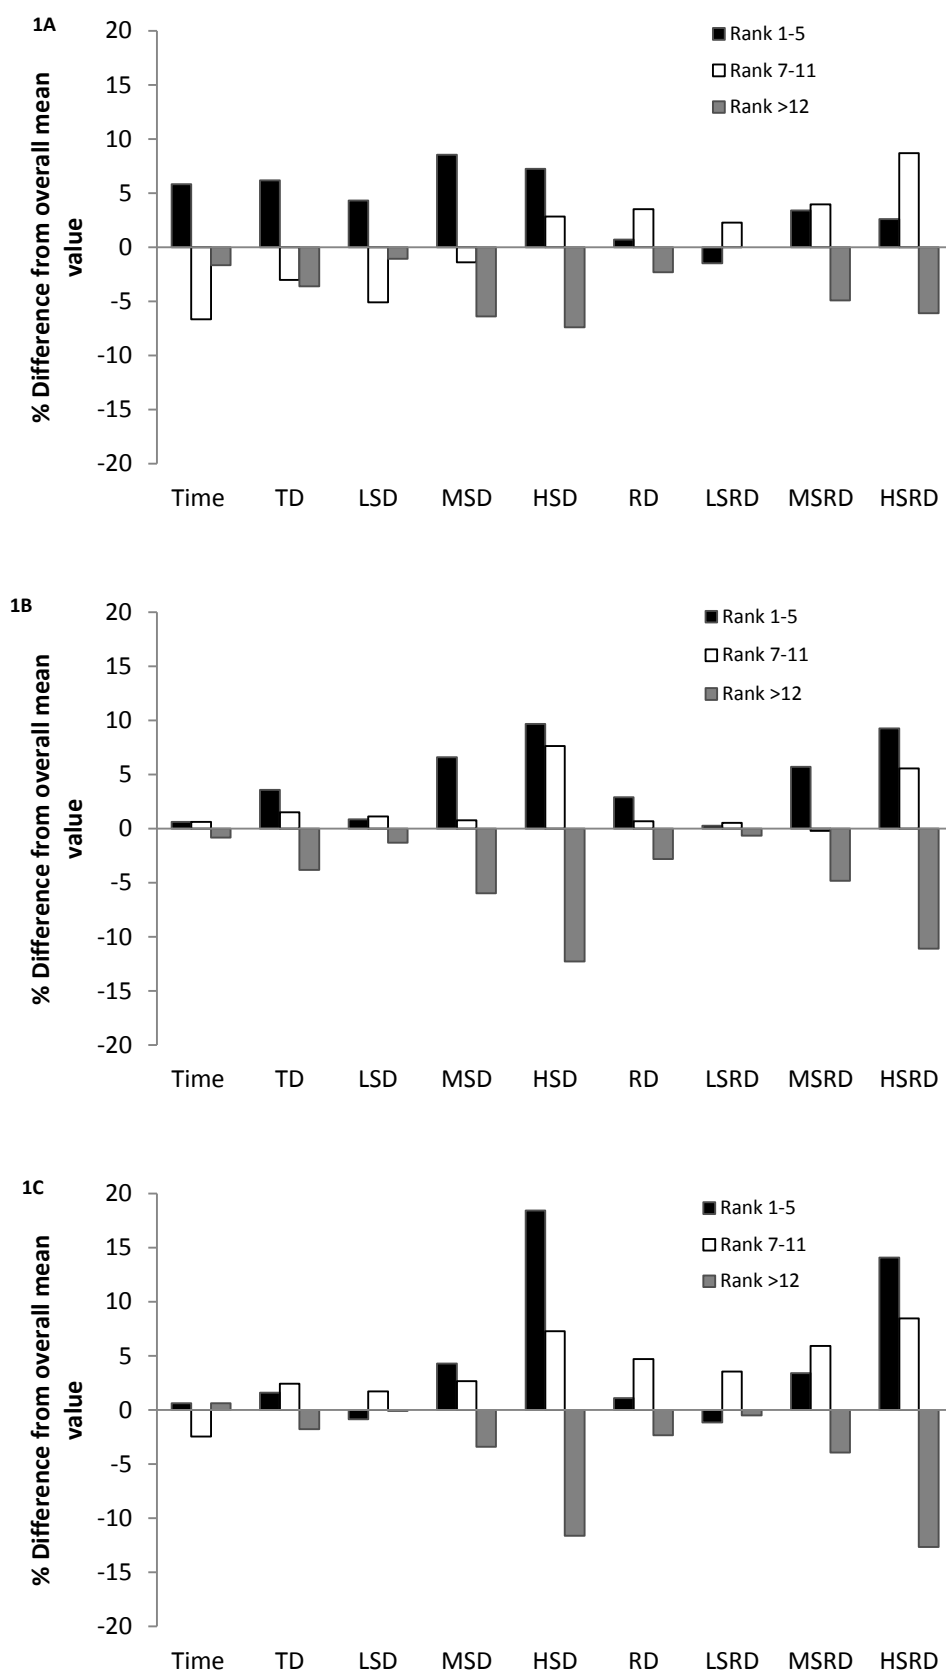 1A
% Difference from overall mean
value
20
15
10
5
0
-5
-10
-15
-20
Rank 1-5
Rank 7-11
Rank >12
Time TD LSD MSD HSD RD LSRD MSRD HSRD
1B
% Difference from overall mean
value
20
15
10
5
0
-5
-10
-15
-20
Rank 1-5
Rank 7-11
Rank >12
Time TD LSD MSD HSD RD LSRD MSRD HSRD
1C
% Difference from overall mean
value
20
15
10
5
0
-5
-10
-15
-20
Rank 1-5
Rank 7-11
Rank >12
Time TD LSD MSD HSD RD LSRD MSRD HSRD